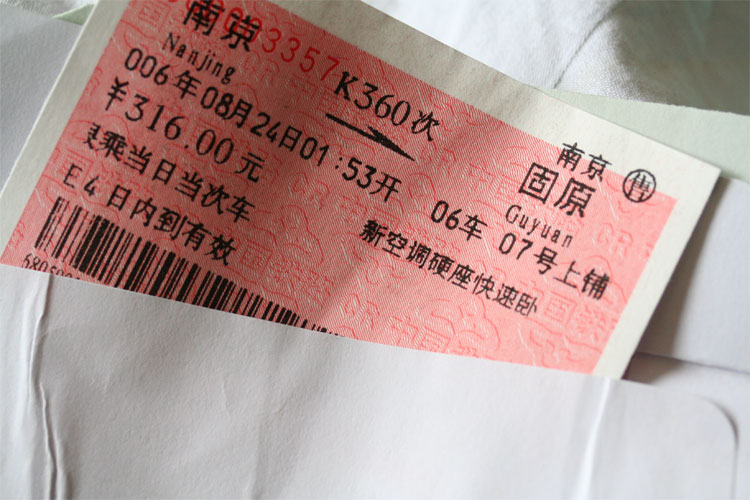 3357 南京 售
南京 K360次 固原
Nanjing Guyuan
006年08月24日01:53开 06车 07号上铺
¥316.00元 新空调硬座快速卧
乘当日当次车
4日内到有效